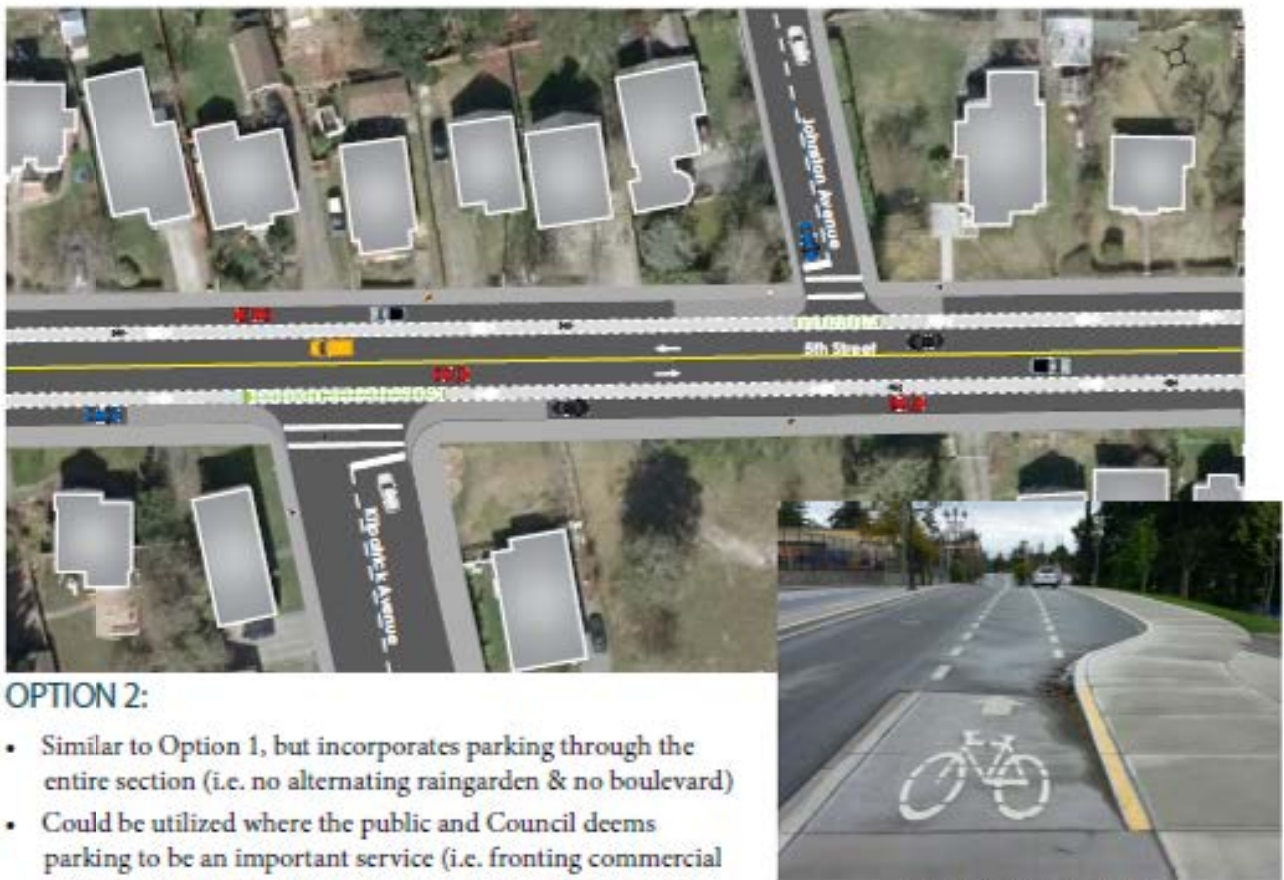 Johnston Avenue
5th Street
Kilpatrick Avenue
OPTION 2:
• Similar to Option 1, but incorporates parking through the
entire section (i.e. no alternating raingarden & no boulevard)
• Could be utilized where the public and Council deems
parking to be an important service (i.e. fronting commercial